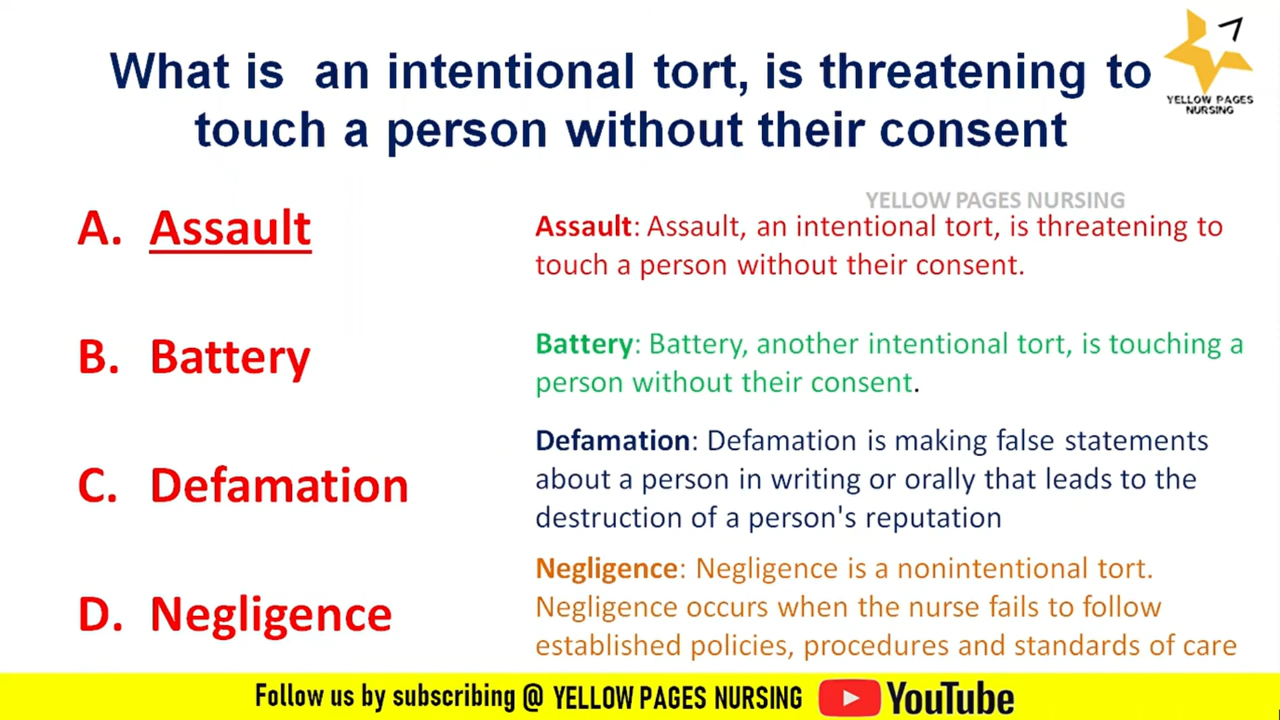 What is an intentional tort, is threatening to
touch a person without their consent
YELLOW PAGES
NURSING
YELLOW PAGES NURSING
A. Assault
Assault: Assault, an intentional tort, is threatening to
touch a person without their consent.
B. Battery
Battery: Battery, another intentional tort, is touching a
person without their consent.
C. Defamation
Defamation: Defamation is making false statements
about a person in writing or orally that leads to the
destruction of a person's reputation
D. Negligence
Negligence: Negligence is a nonintentional tort.
Negligence occurs when the nurse fails to follow
established policies, procedures and standards of care
Follow us by subscribing @ YELLOW PAGES NURSING YouTube